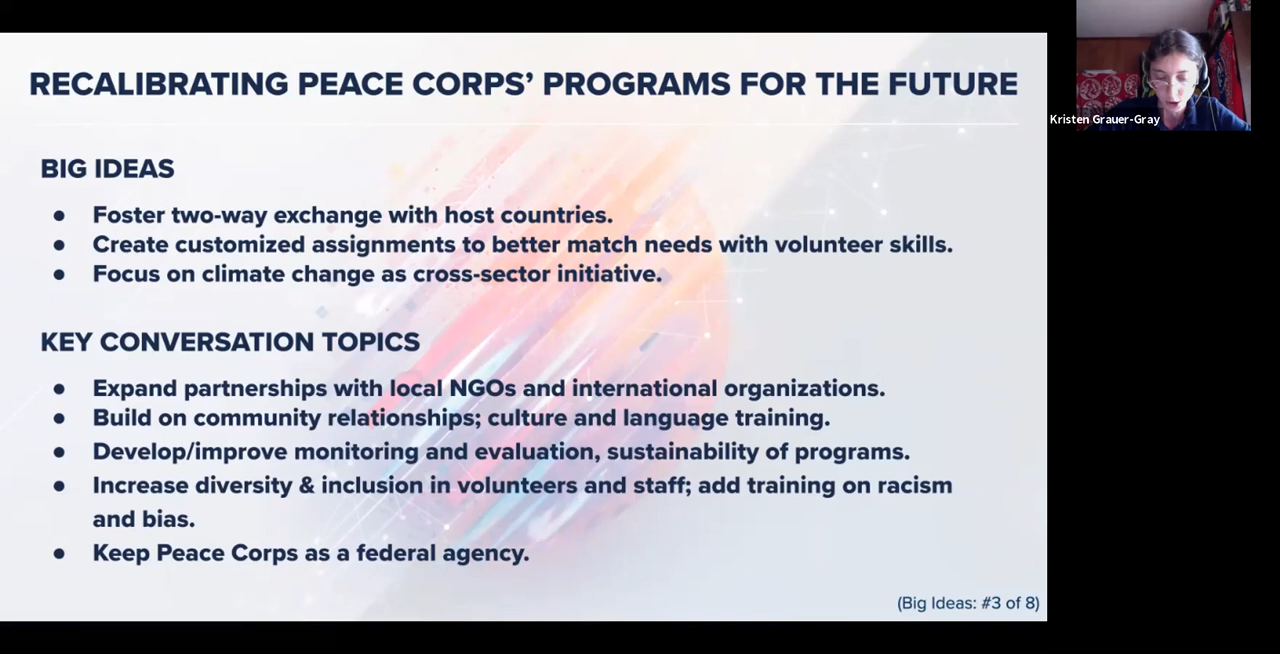 RECALIBRATING PEACE CORPS’ PROGRAMS FOR THE FUTURE
Kristen Grauer-Gray
BIG IDEAS
● Foster two-way exchange with host countries.
● Create customized assignments to better match needs with volunteer skills.
● Focus on climate change as cross-sector initiative.
KEY CONVERSATION TOPICS
● Expand partnerships with local NGOs and international organizations.
● Build on community relationships; culture and language training.
● Develop/improve monitoring and evaluation, sustainability of programs.
● Increase diversity & inclusion in volunteers and staff; add training on racism
and bias.
● Keep Peace Corps as a federal agency.
(Big Ideas: #3 of 8)